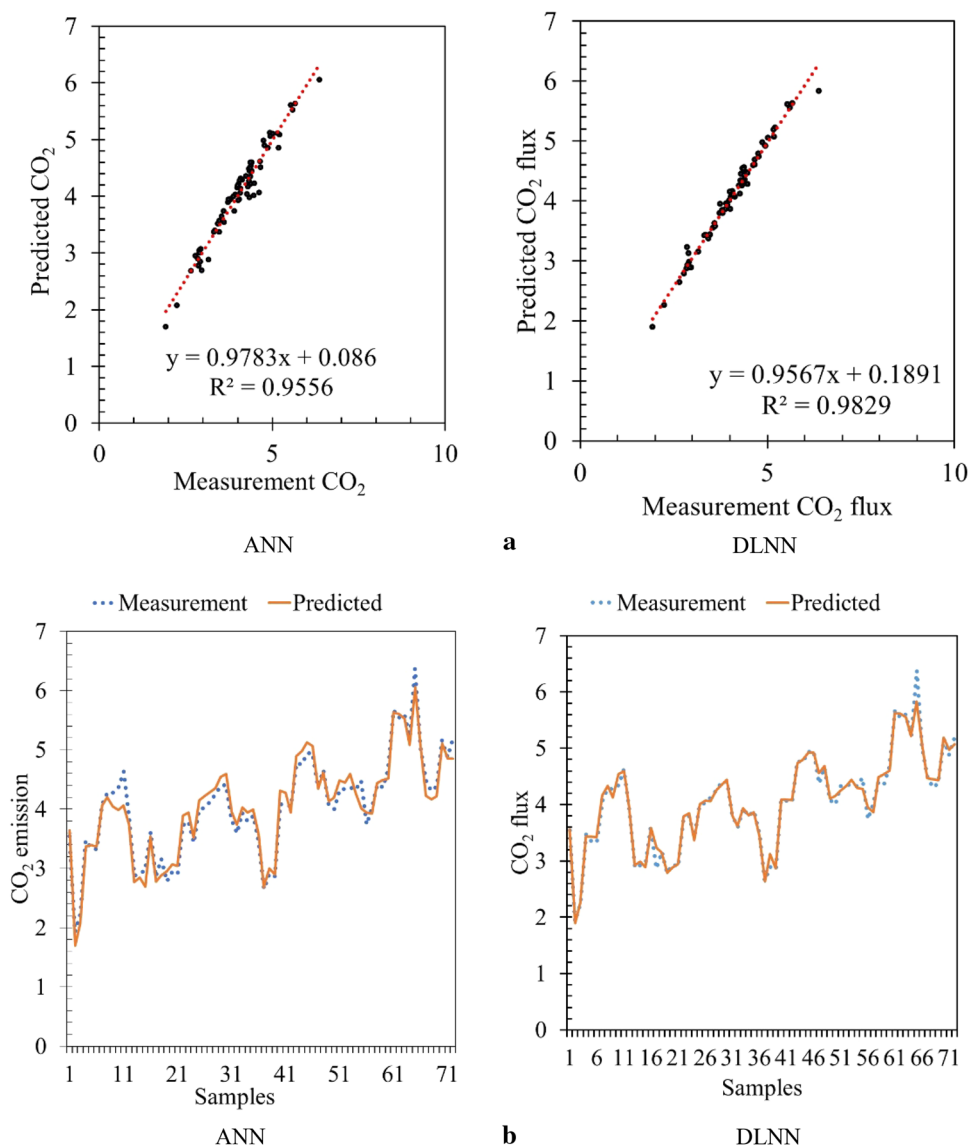 7
6
5
4
3
2
1
0
Predicted CO₂
y = 0.9783x + 0.086
R² = 0.9556
0 5 10
Measurement CO₂
ANN
7
6
5
4
3
2
1
0
Predicted CO₂ flux
y = 0.9567x + 0.1891
R² = 0.9829
0 5 10
Measurement CO₂ flux
a
DLNN
Measurement Predicted
7
6
5
4
3
2
1
0
CO₂ emission
1 11 21 31 41 51 61 71
Samples
ANN
Measurement Predicted
7
6
5
4
3
2
1
0
CO₂ flux
1 6 11 16 21 26 31 36 41 46 51 56 61 66 71
Samples
b
DLNN